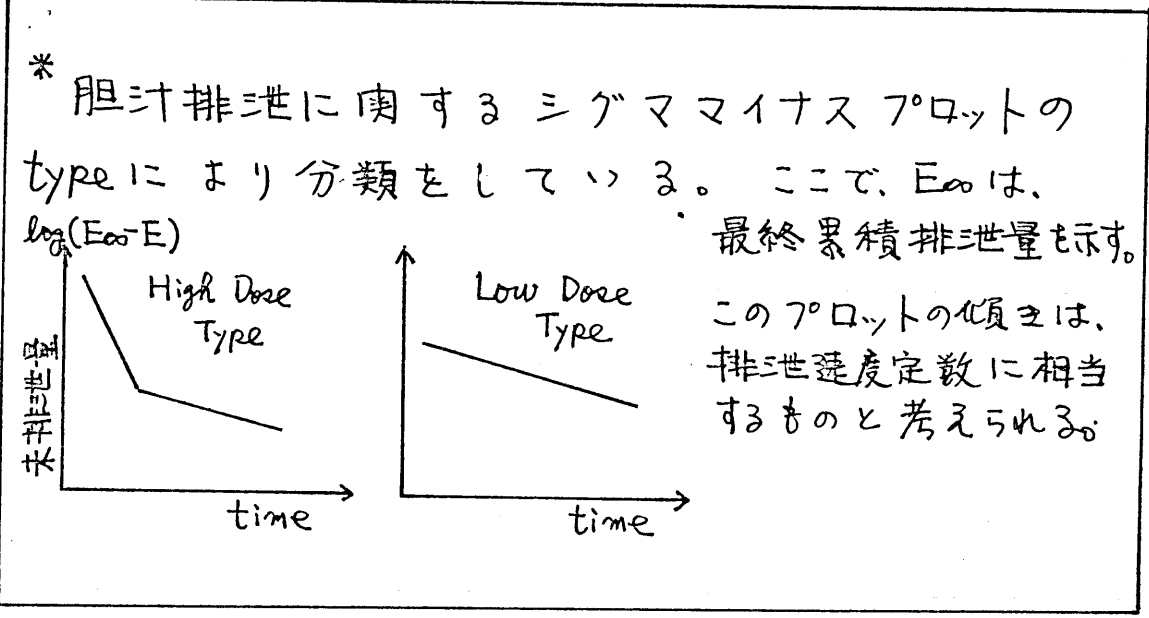 * 胆汁排泄に関するシグママイナスプロットの
typeにより分類をしている。ここで、E∞は、
最終累積排泄量を示す。
このプロットの傾きは、
排泄速度定数に相当
するものと考えられる。
log(E∞-E)
未排泄量
High Dose
Type
time
Low Dose
Type
time